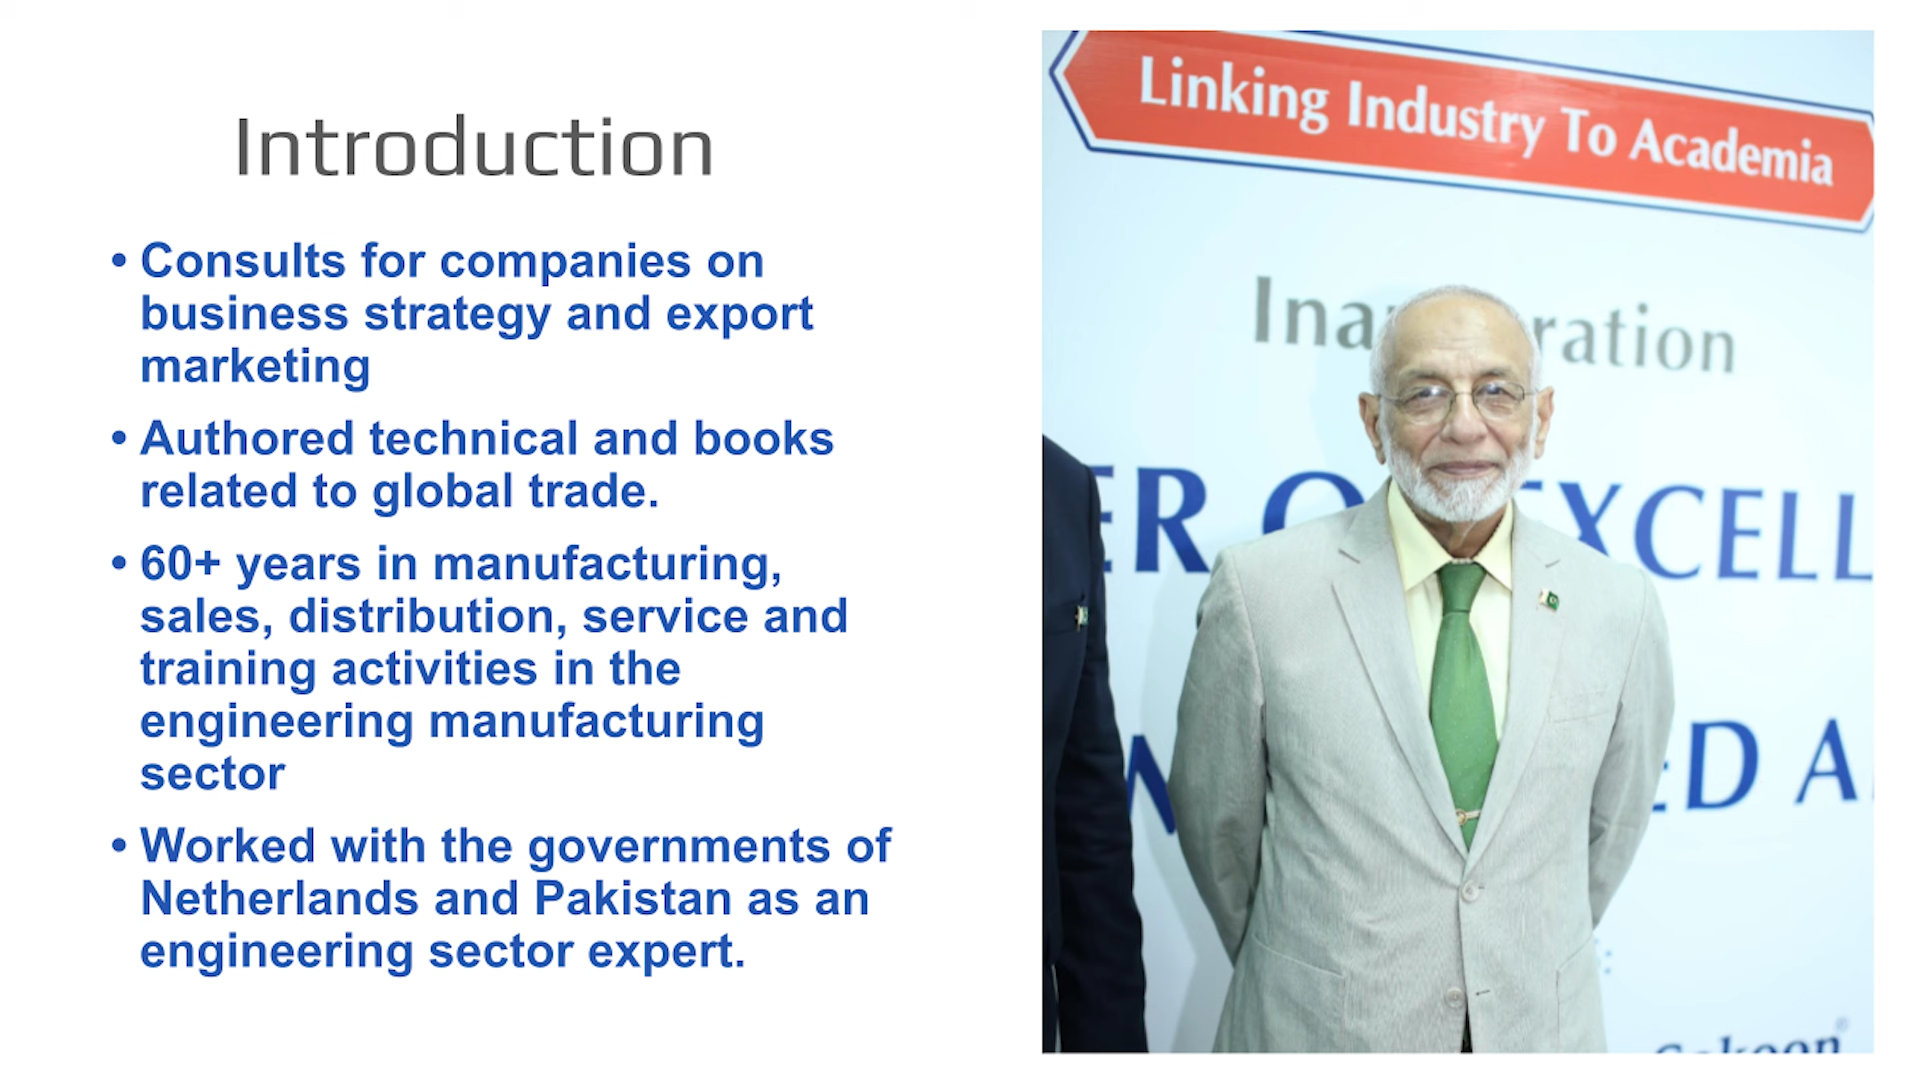 Introduction
• Consults for companies on
business strategy and export
marketing
• Authored technical and books
related to global trade.
• 60+ years in manufacturing,
sales, distribution, service and
training activities in the
engineering manufacturing
sector
• Worked with the governments of
Netherlands and Pakistan as an
engineering sector expert.
Linking Industry To Academia